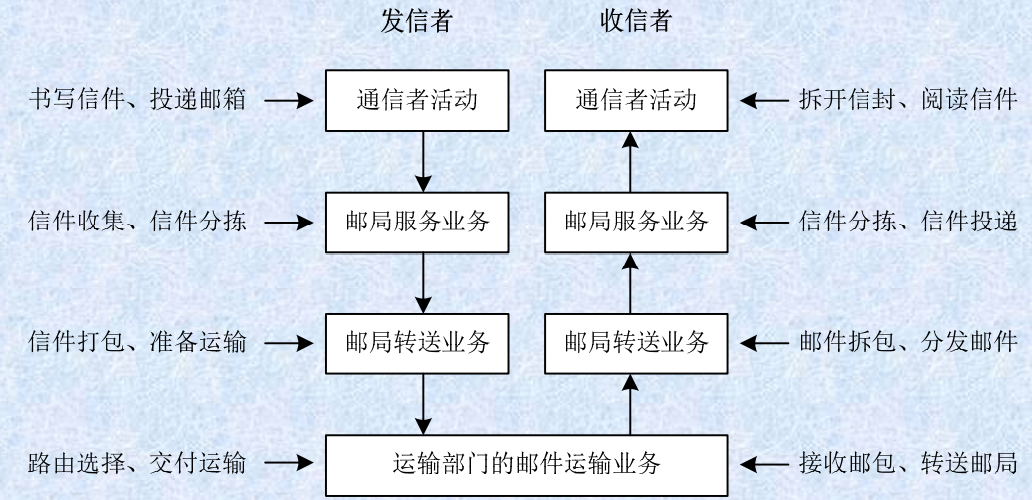 发信者 收信者
书写信件、投递邮箱 通信者活动 通信者活动 拆开信封、阅读信件
信件收集、信件分拣 邮局服务业务 邮局服务业务 信件分拣、信件投递
信件打包、准备运输 邮局转送业务 邮局转送业务 邮件拆包、分发邮件
路由选择、交付运输 运输部门的邮件运输业务 接收邮包、转送邮局